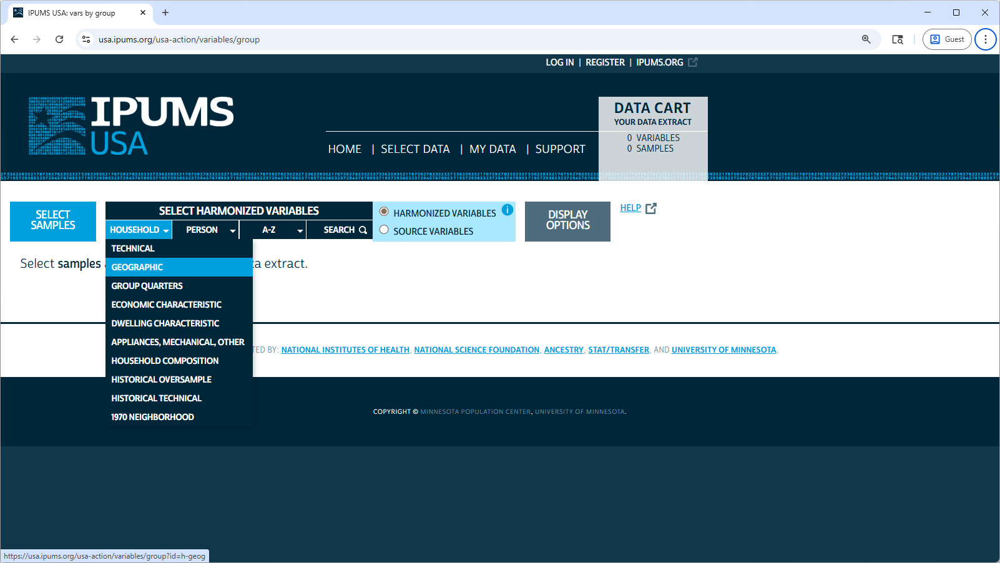 IPUMS USA: vars by group
usa.ipums.org/usa-action/variables/group
Guest
LOG IN | REGISTER | IPUMS.ORG
IPUMS
USA
HOME | SELECT DATA | MY DATA | SUPPORT
DATA CART
YOUR DATA EXTRACT
0 VARIABLES
0 SAMPLES
SELECT
SAMPLES
SELECT HARMONIZED VARIABLES
HOUSEHOLD PERSON A-Z SEARCH
HARMONIZED VARIABLES i
SOURCE VARIABLES
DISPLAY
OPTIONS
HELP
TECHNICAL
GEOGRAPHIC
GROUP QUARTERS
ECONOMIC CHARACTERISTIC
DWELLING CHARACTERISTIC
APPLIANCES, MECHANICAL, OTHER
HOUSEHOLD COMPOSITION
HISTORICAL OVERSAMPLE
HISTORICAL TECHNICAL
1970 NEIGHBORHOOD
Select samples a extract.
TED BY: NATIONAL INSTITUTES OF HEALTH, NATIONAL SCIENCE FOUNDATION, ANCESTRY, STAT/TRANSFER, AND UNIVERSITY OF MINNESOTA.
COPYRIGHT © MINNESOTA POPULATION CENTER, UNIVERSITY OF MINNESOTA.
https://usa.ipums.org/usa-action/variables/group?id=h-geog